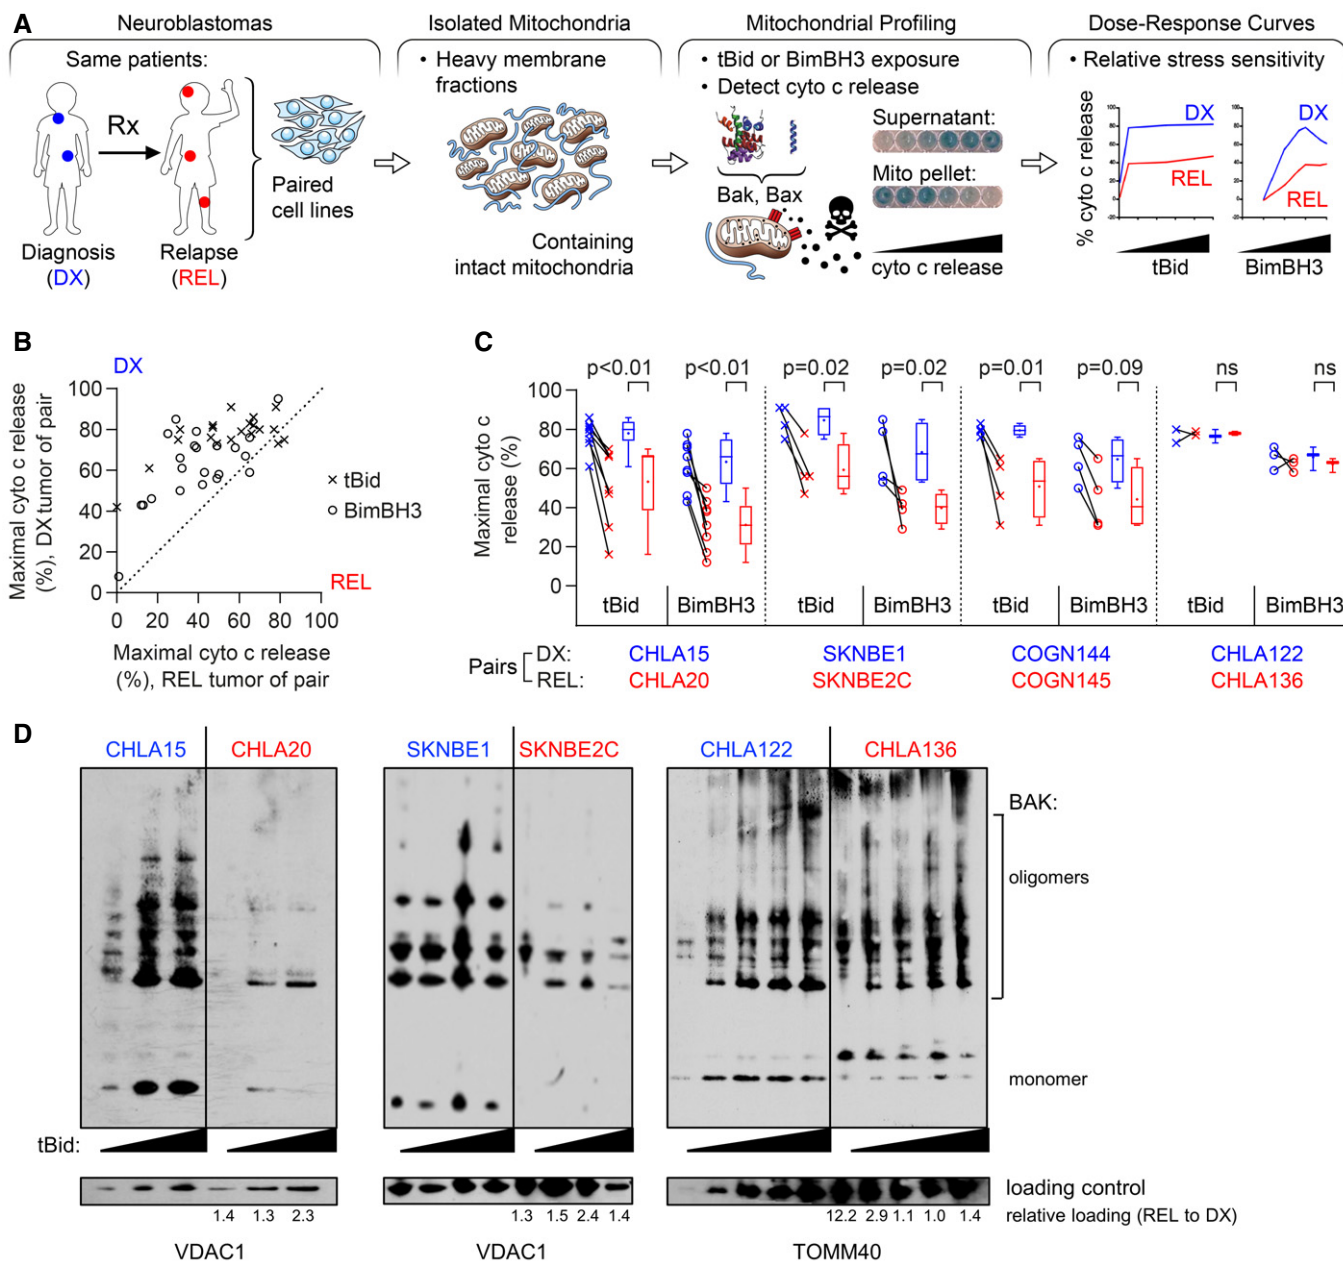 A
Neuroblastomas
Same patients:
Rx
Diagnosis
(DX)
Relapse
(REL)
Paired
cell lines
Isolated Mitochondria
• Heavy membrane
fractions
Containing
intact mitochondria
Mitochondrial Profiling
• tBid or BimBH3 exposure
• Detect cyto c release
Supernatant:
Mito pellet:
Bak, Bax
cyto c release
Dose-Response Curves
• Relative stress sensitivity
% cyto c release
DX
REL
DX
REL
tBid
BimBH3
B
DX
Maximal cyto c release
(%), DX tumor of pair
100
80
60
40
20
0
× tBid
o BimBH3
REL
0 20 40 60 80 100
Maximal cyto c release
(%), REL tumor of pair
C
p<0.01 p<0.01 p=0.02 p=0.02 p=0.01 p=0.09 ns ns
Maximal cyto c
release (%)
100
80
60
40
20
0
tBid BimBH3 tBid BimBH3 tBid BimBH3 tBid BimBH3
Pairs
DX: CHLA15 SKNBE1 COGN144 CHLA122
REL: CHLA20 SKNBE2C COGN145 CHLA136
D
CHLA15 CHLA20 SKNBE1 SKNBE2C CHLA122 CHLA136
BAK:
oligomers
monomer
tBid:
loading control
1.4 1.3 2.3 1.3 1.5 2.4 1.4 12.2 2.9 1.1 1.0 1.4 relative loading (REL to DX)
VDAC1 VDAC1 TOMM40